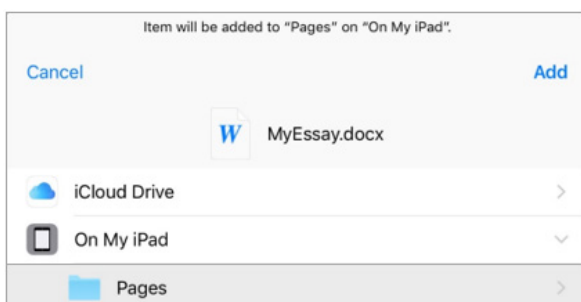 Item will be added to “Pages” on “On My iPad”.
Cancel Add
W MyEssay.docx
iCloud Drive
On My iPad
Pages